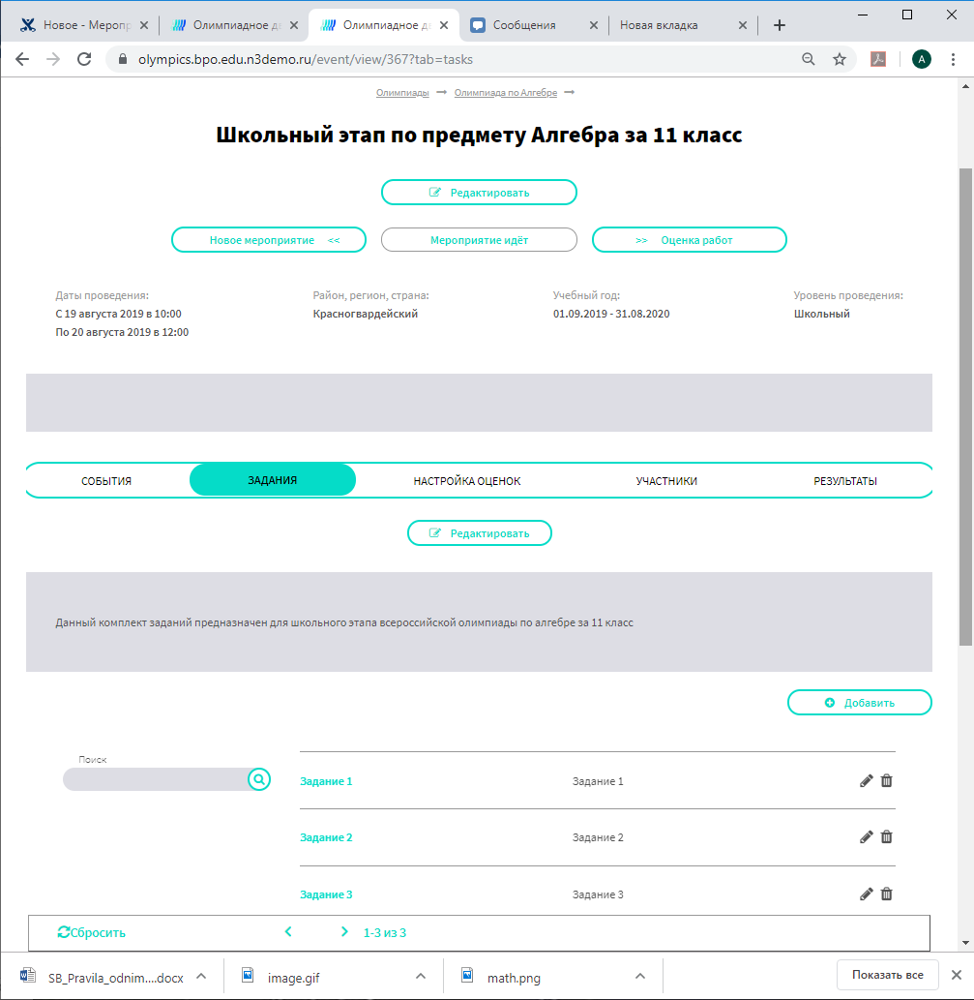 Новое - Меропр
Олимпиадное д
Олимпиадное д
Сообщения
Новая вкладка
olympics.bpo.edu.n3demo.ru/event/view/367?tab=tasks
A
Олимпиады → Олимпиада по Алгебре →
Школьный этап по предмету Алгебра за 11 класс
Редактировать
Новое мероприятие <<
Мероприятие идёт
>> Оценка работ
Даты проведения:
С 19 августа 2019 в 10:00
По 20 августа 2019 в 12:00
Район, регион, страна:
Красногвардейский
Учебный год:
01.09.2019 - 31.08.2020
Уровень проведения:
Школьный
СОБЫТИЯ
ЗАДАНИЯ
НАСТРОЙКА ОЦЕНОК
УЧАСТНИКИ
РЕЗУЛЬТАТЫ
Редактировать
Данный комплект заданий предназначен для школьного этапа всероссийской олимпиады по алгебре за 11 класс
Добавить
Поиск
Задание 1 Задание 1
Задание 2 Задание 2
Задание 3 Задание 3
Сбросить < > 1-3 из 3
SB_Pravila_odnim....docx
image.gif
math.png
Показать все